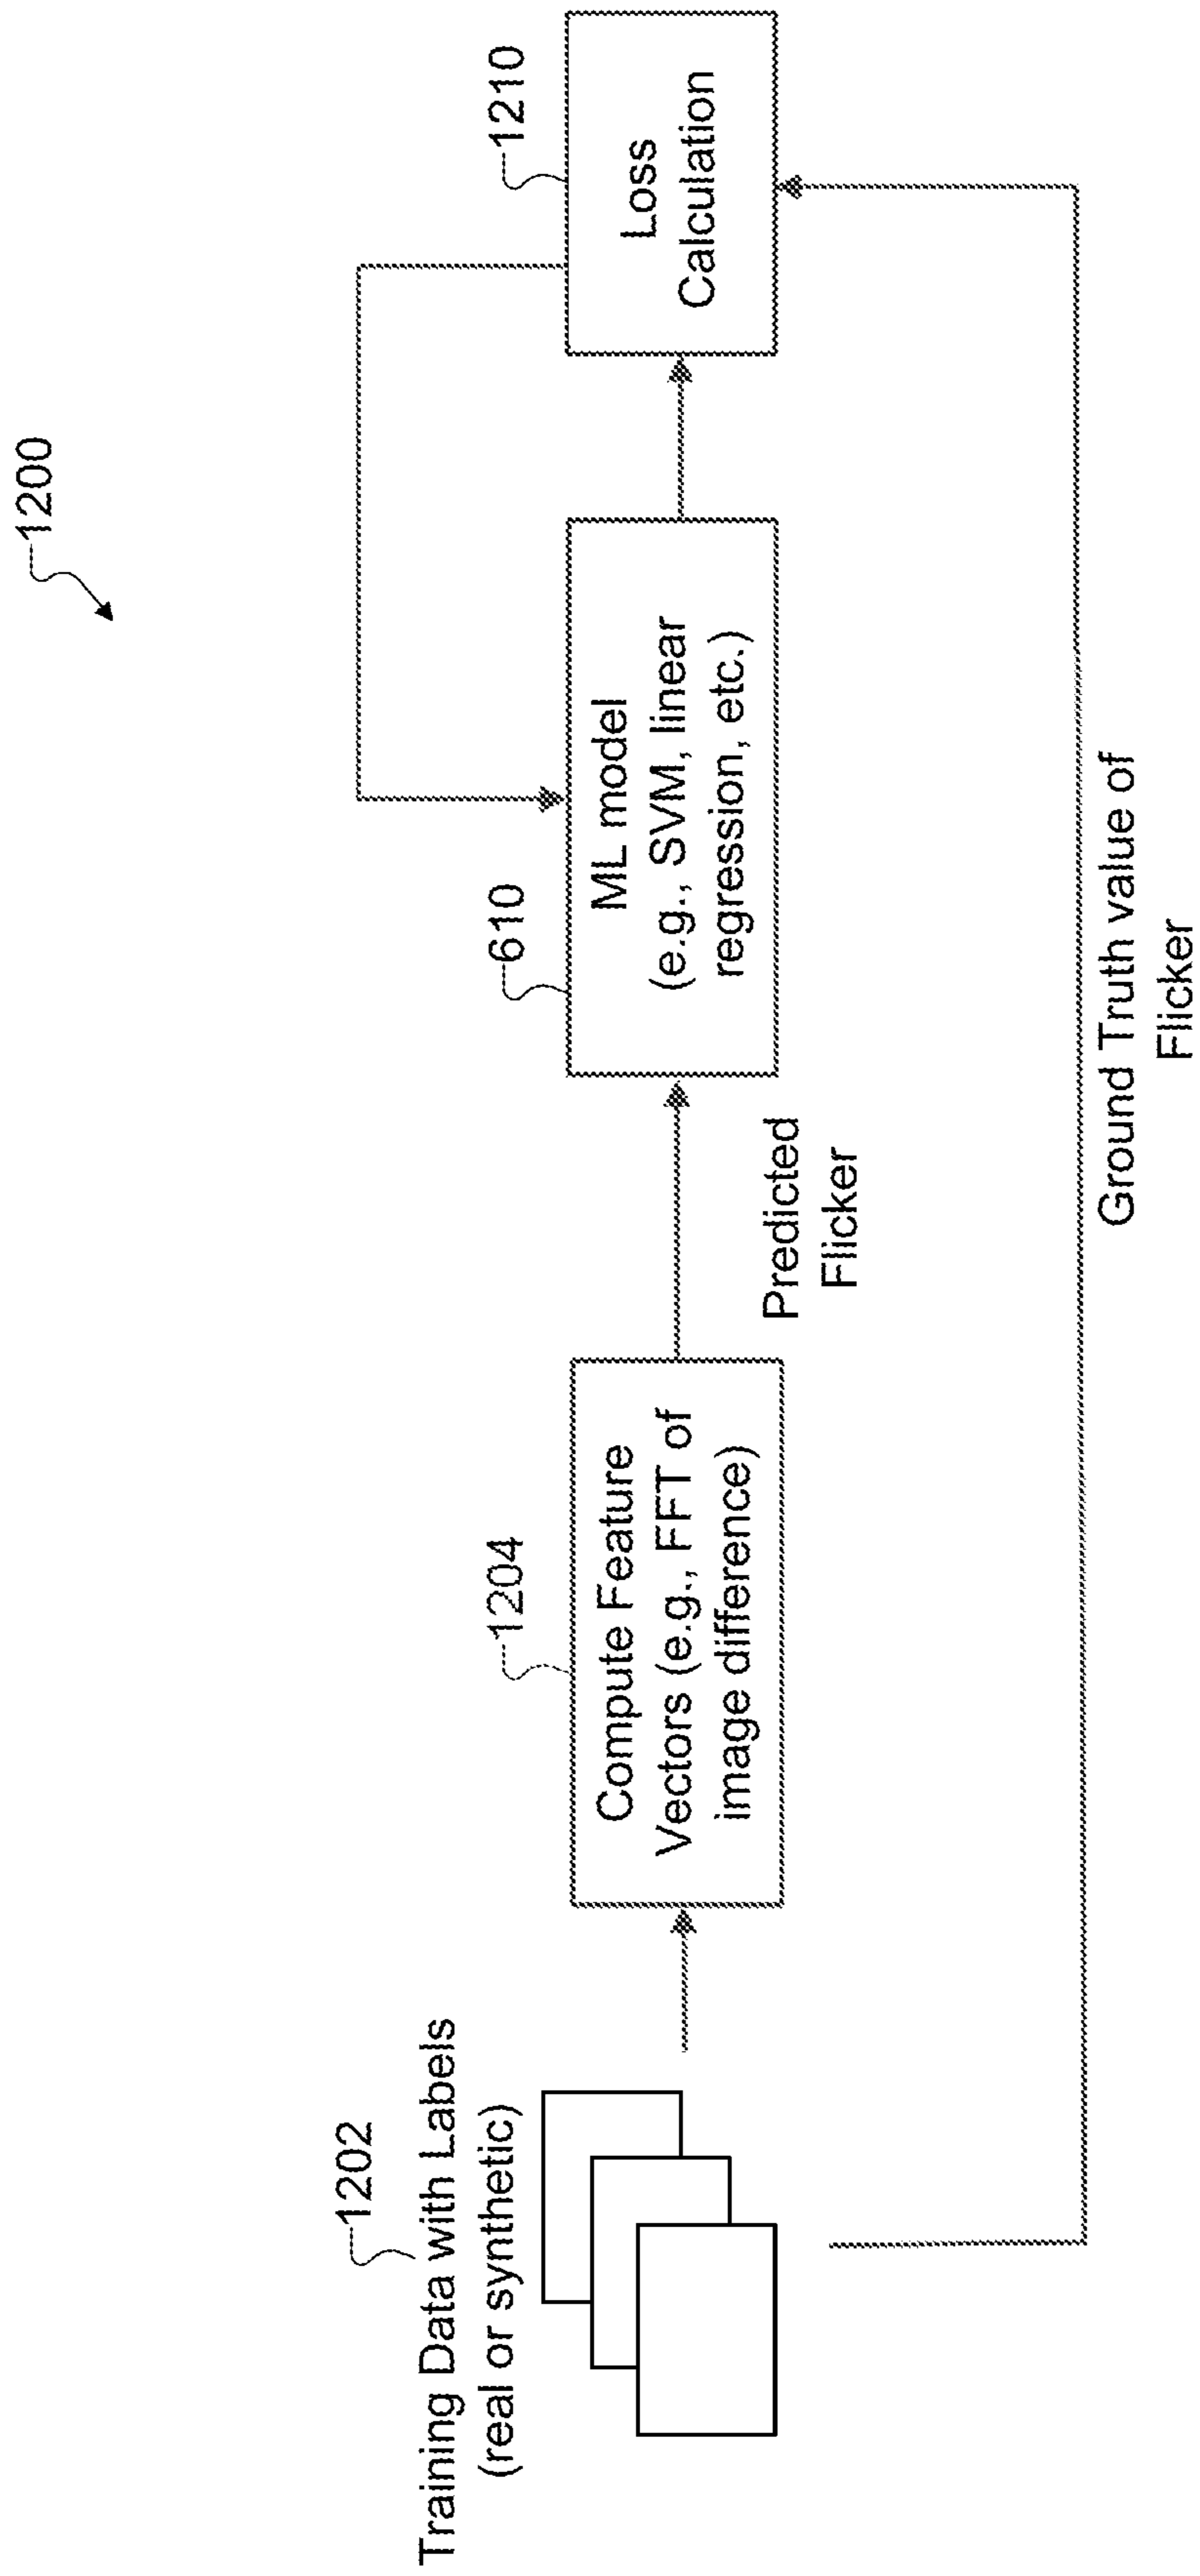 1200
1202
Training Data with Labels
(real or synthetic)
1204
Compute Feature
Vectors (e.g., FFT of
image difference)
Predicted
Flicker
610
ML model
(e.g., SVM, linear
regression, etc.)
1210
Loss
Calculation
Ground Truth value of
Flicker